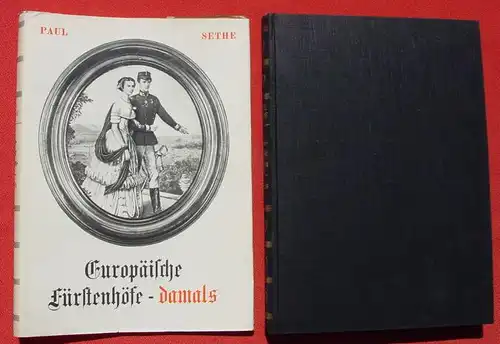 PAUL SETHE
Europäiſche
Fürſtenhöfe - damals